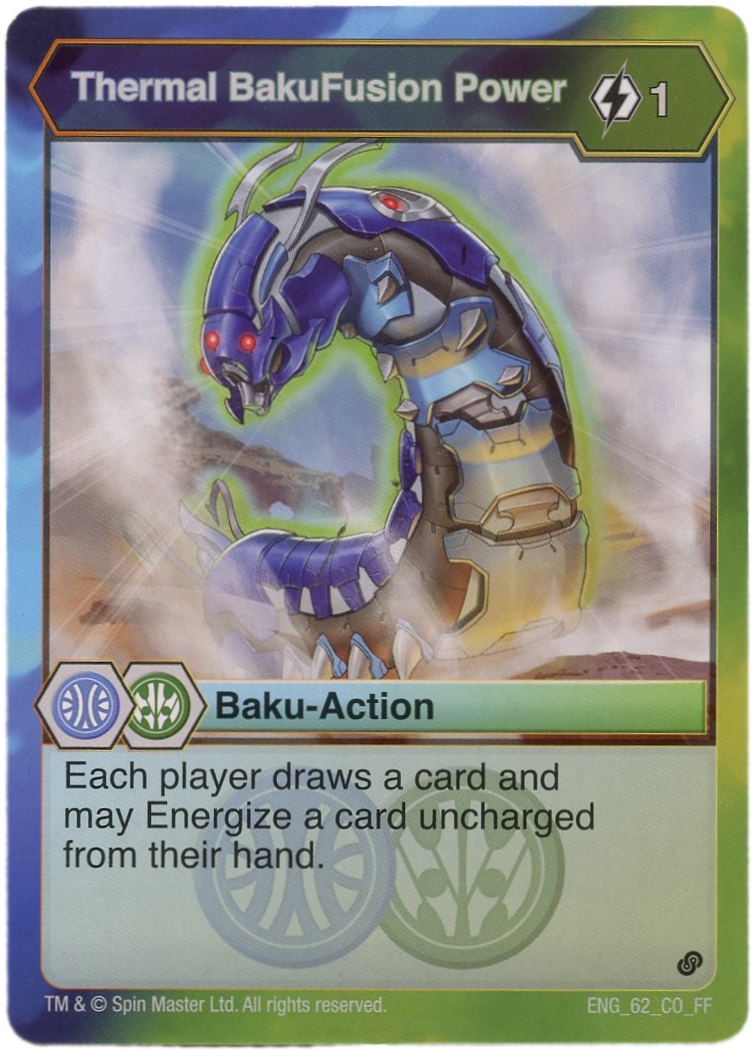 Thermal BakuFusion Power 1
Baku-Action
Each player draws a card and
may Energize a card uncharged
from their hand.
TM & © Spin Master Ltd. All rights reserved. ENG_62_CO_FF